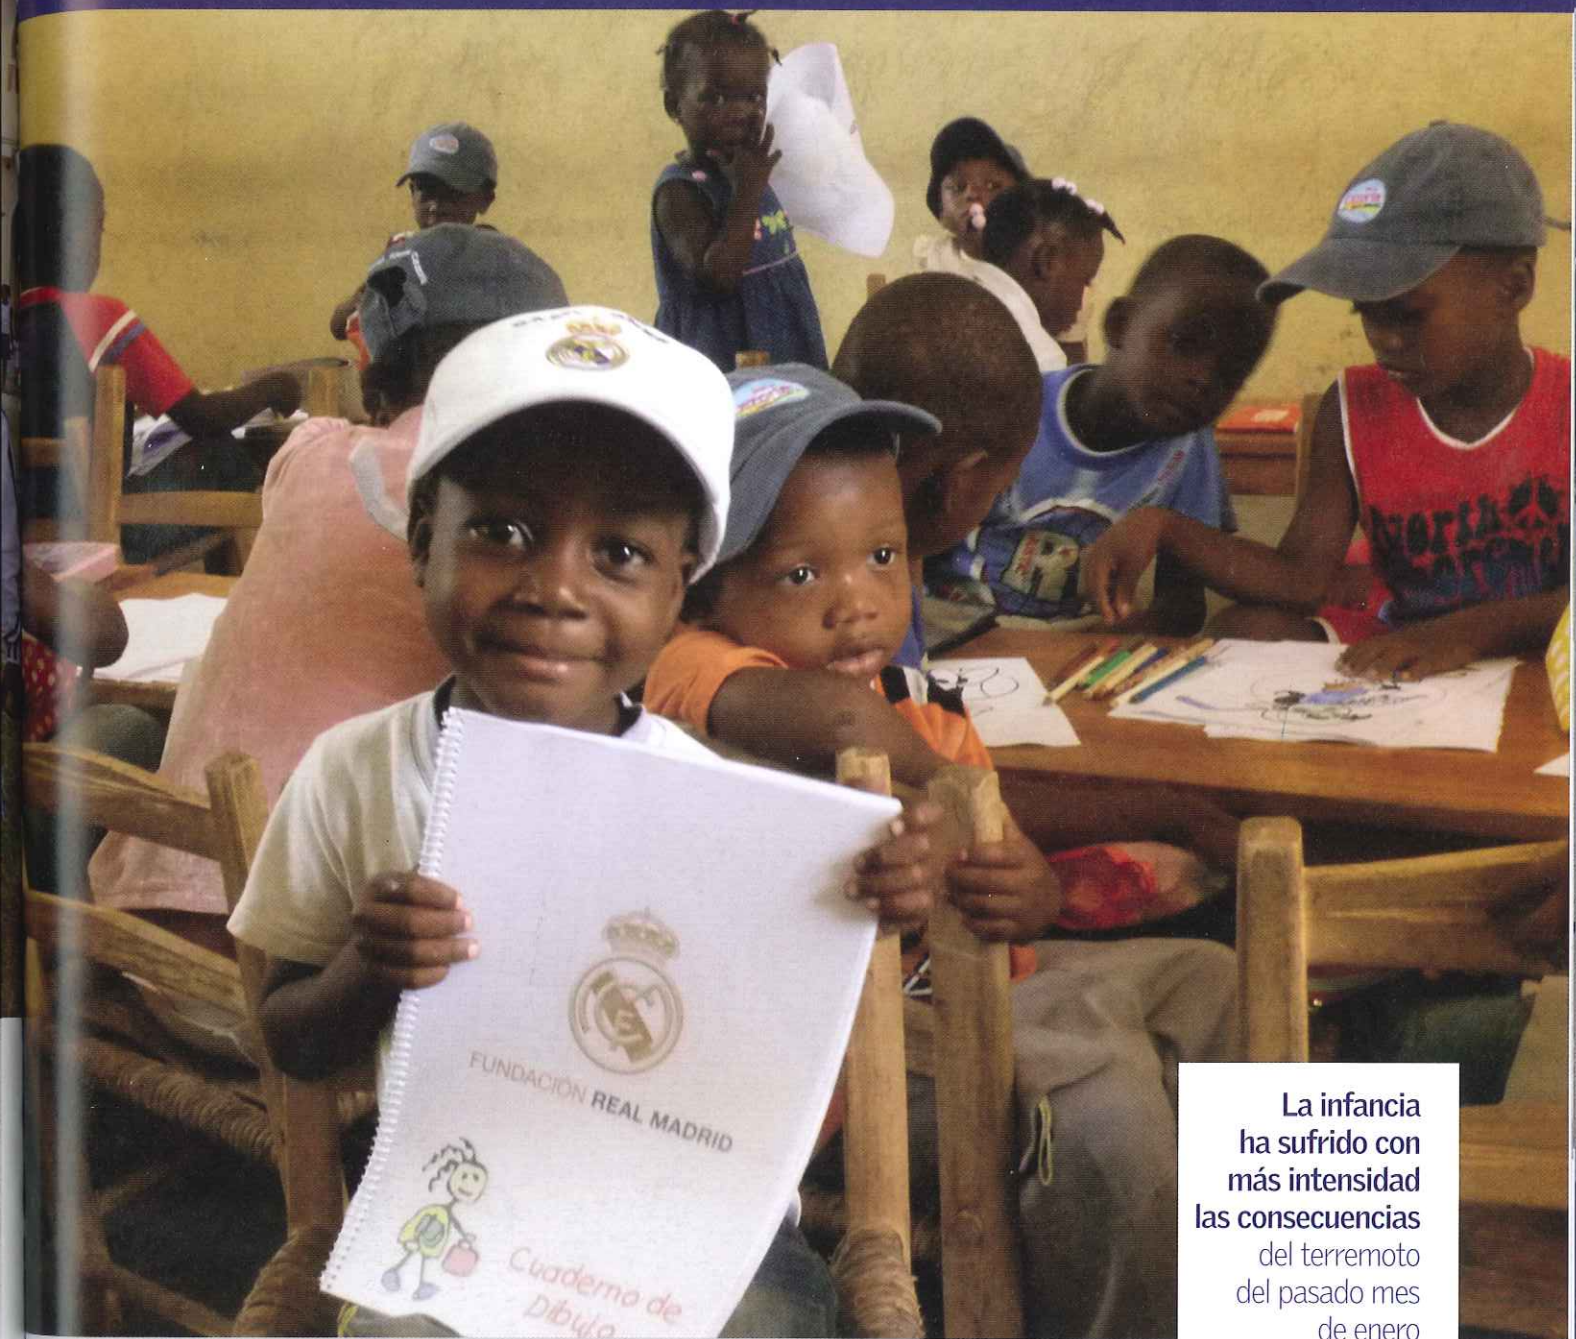 FUNDACIÓN REAL MADRID
Cuaderno de
Dibujo
La infancia
ha sufrido con
más intensidad
las consecuencias
del terremoto
del pasado mes
de enero